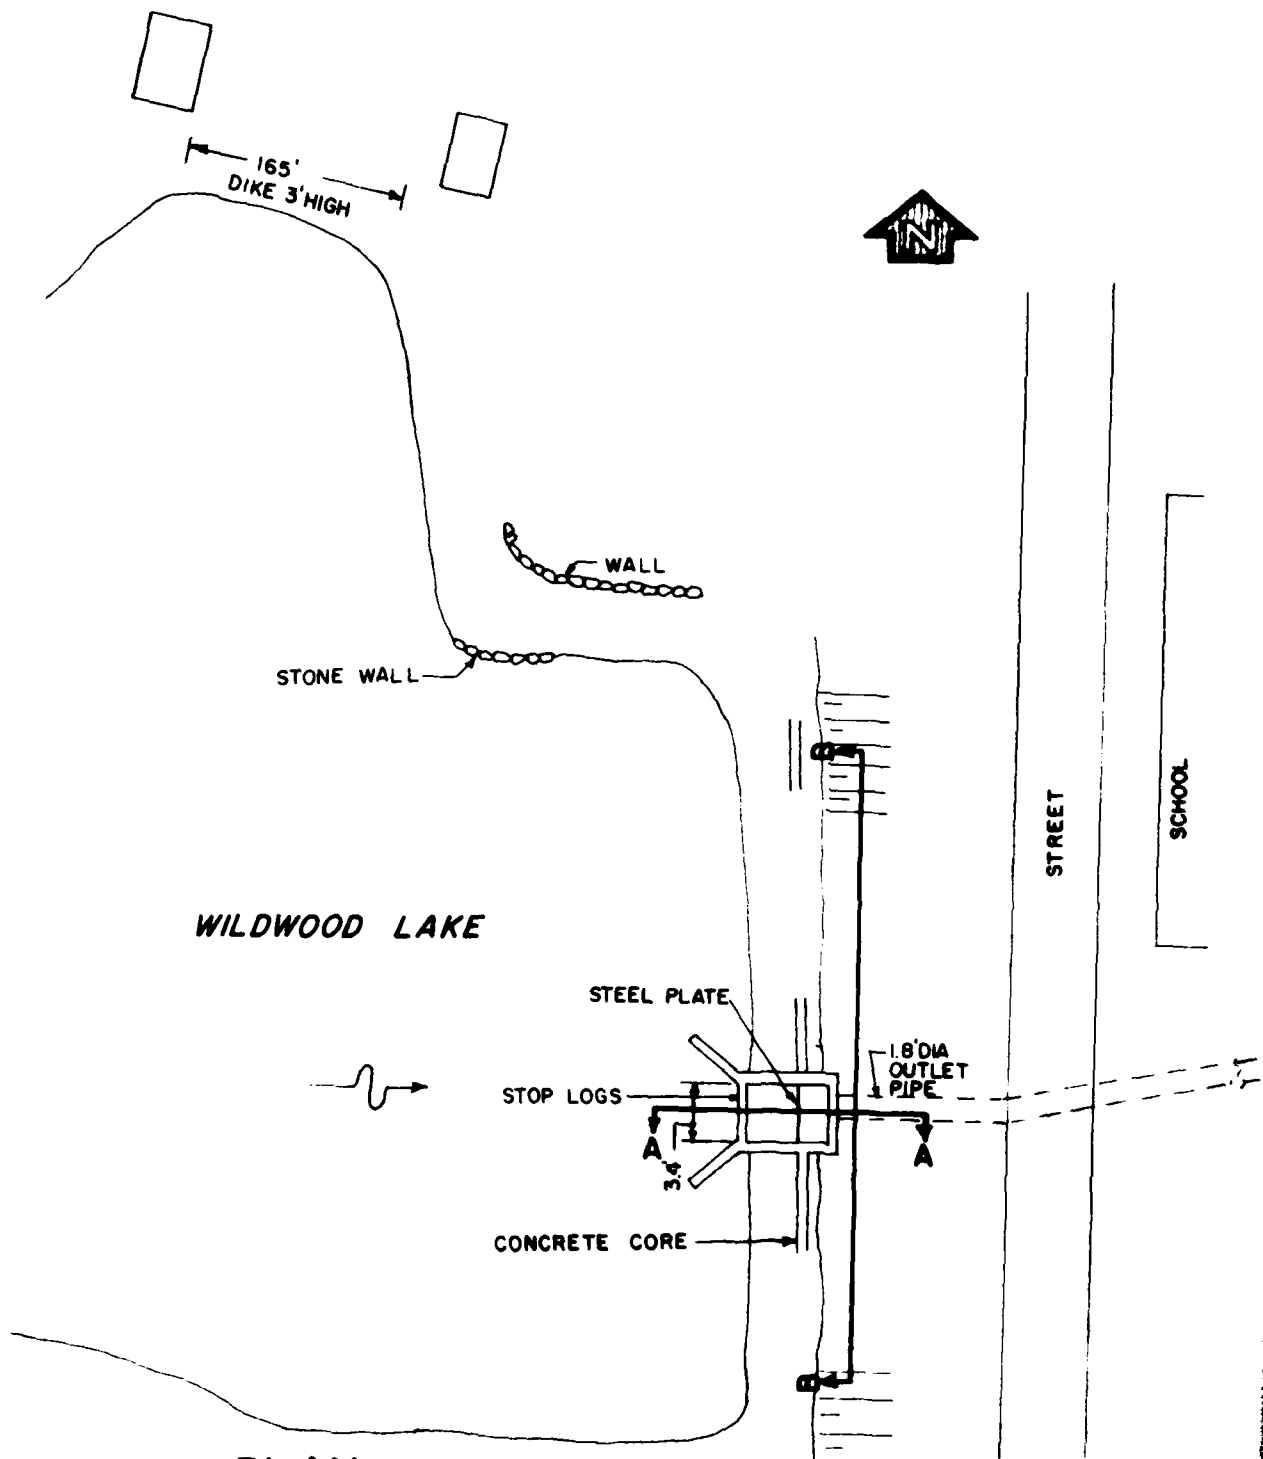 165'
DIKE 3' HIGH
N
WALL
STONE WALL
B
STREET
SCHOOL
WILDWOOD LAKE
STEEL PLATE
1.8' DIA
OUTLET
PIPE
STOP LOGS
A
A
3.4'
CONCRETE CORE
B